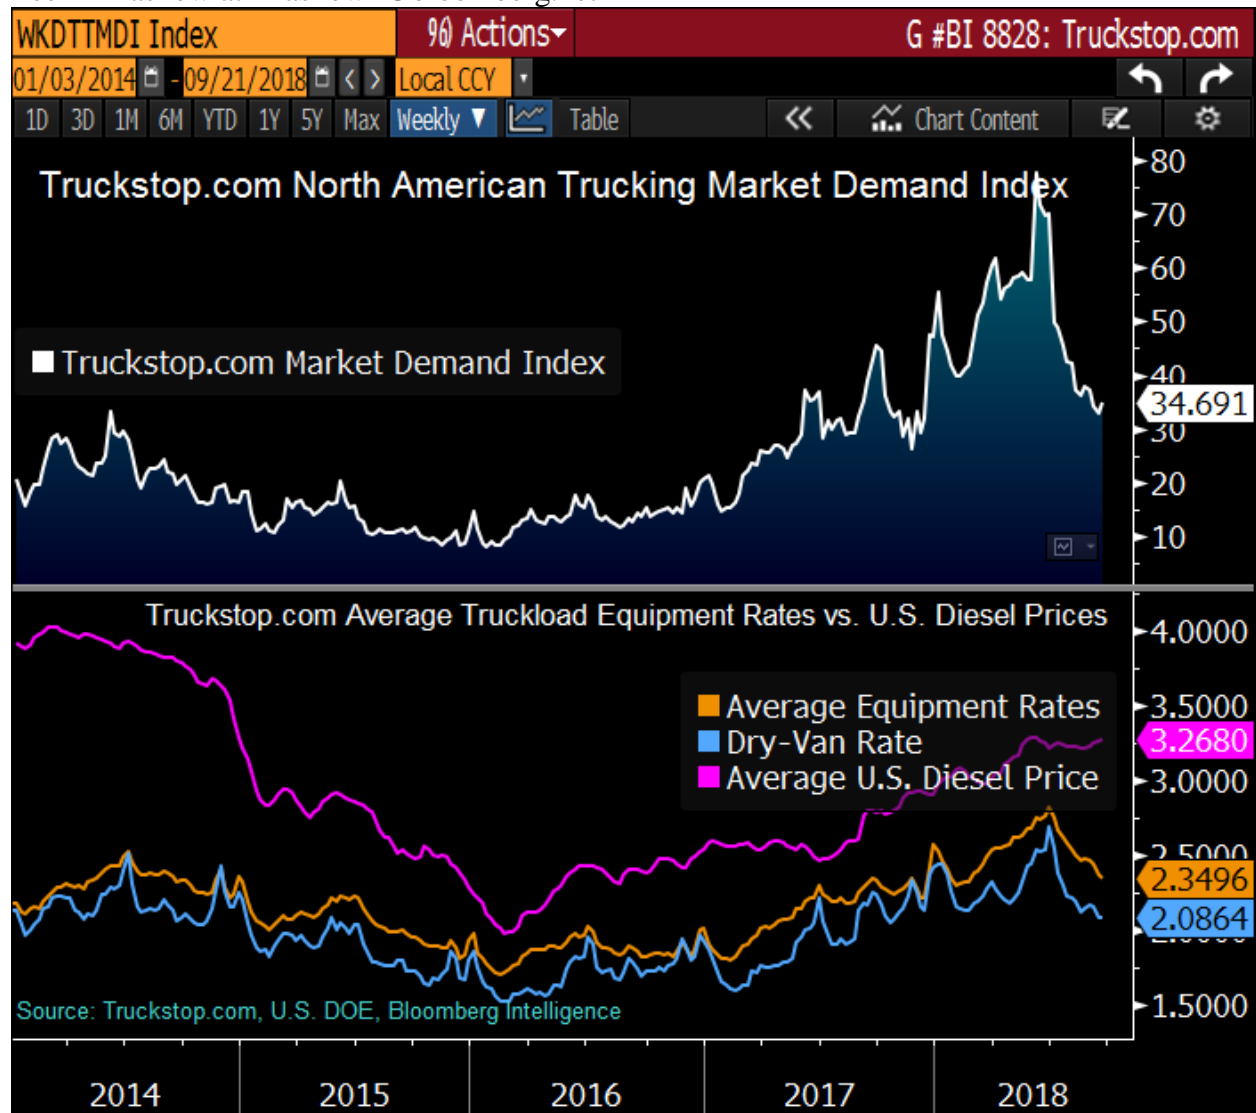 WKDTTMDI Index 96) Actions G #BI 8828: Truckstop.com
01/03/2014 - 09/21/2018 Local CCY
1D 3D 1M 6M YTD 1Y 5Y Max Weekly Table Chart Content
Truckstop.com North American Trucking Market Demand Index
80
70
60
50
Truckstop.com Market Demand Index
40
34.691
30
20
10
Truckstop.com Average Truckload Equipment Rates vs. U.S. Diesel Prices
4.0000
Average Equipment Rates
3.5000
Dry-Van Rate
3.2680
Average U.S. Diesel Price
3.0000
2.5000
2.3496
2.0864
2.0000
Source: Truckstop.com, U.S. DOE, Bloomberg Intelligence
1.5000
2014 2015 2016 2017 2018